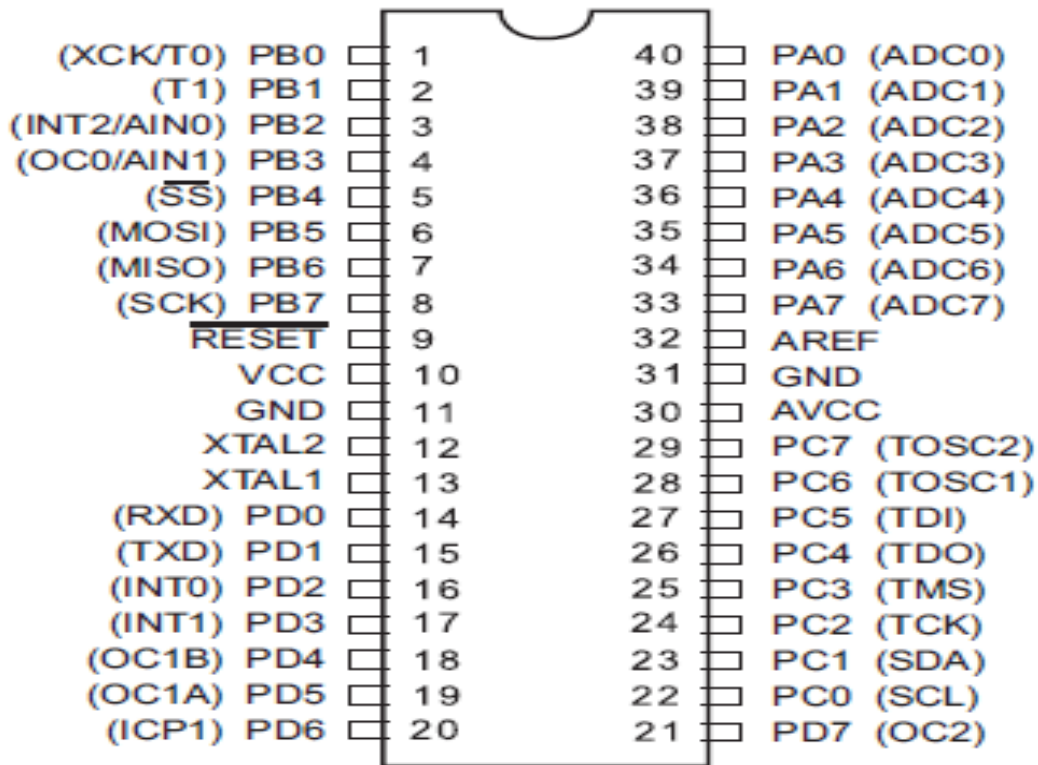 (XCK/T0) PB0 1 40 PA0 (ADC0)
(T1) PB1 2 39 PA1 (ADC1)
(INT2/AIN0) PB2 3 38 PA2 (ADC2)
(OC0/AIN1) PB3 4 37 PA3 (ADC3)
(SS) PB4 5 36 PA4 (ADC4)
(MOSI) PB5 6 35 PA5 (ADC5)
(MISO) PB6 7 34 PA6 (ADC6)
(SCK) PB7 8 33 PA7 (ADC7)
RESET 9 32 AREF
VCC 10 31 GND
GND 11 30 AVCC
XTAL2 12 29 PC7 (TOSC2)
XTAL1 13 28 PC6 (TOSC1)
(RXD) PD0 14 27 PC5 (TDI)
(TXD) PD1 15 26 PC4 (TDO)
(INT0) PD2 16 25 PC3 (TMS)
(INT1) PD3 17 24 PC2 (TCK)
(OC1B) PD4 18 23 PC1 (SDA)
(OC1A) PD5 19 22 PC0 (SCL)
(ICP1) PD6 20 21 PD7 (OC2)